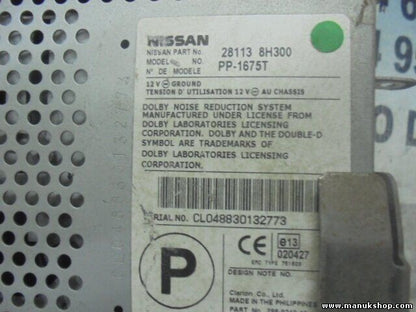 NISSAN
NISSAN PART No. 28113 8H300
MODEL NO. PP-1675T
N° DE MODELE
12 V ⊖ GROUND
TENSION D' UTILISATION 12 V ⊖ AU CHASSIS
DOLBY NOISE REDUCTION SYSTEM
MANUFACTURED UNDER LICENSE FROM
DOLBY LABORATORIES LICENSING
CORPORATION. DOLBY AND THE DOUBLE-D
SYMBOL ARE TRADEMARKS OF
DOLBY LABORATORIES LICENSING
CORPORATION.
SERIAL NO. CL04883D132773
P
CE e13
020427
DESIGN NOTE NO.
Clarion Co., Ltd
MADE IN THE PHILIPPINES
www.manukshop.com